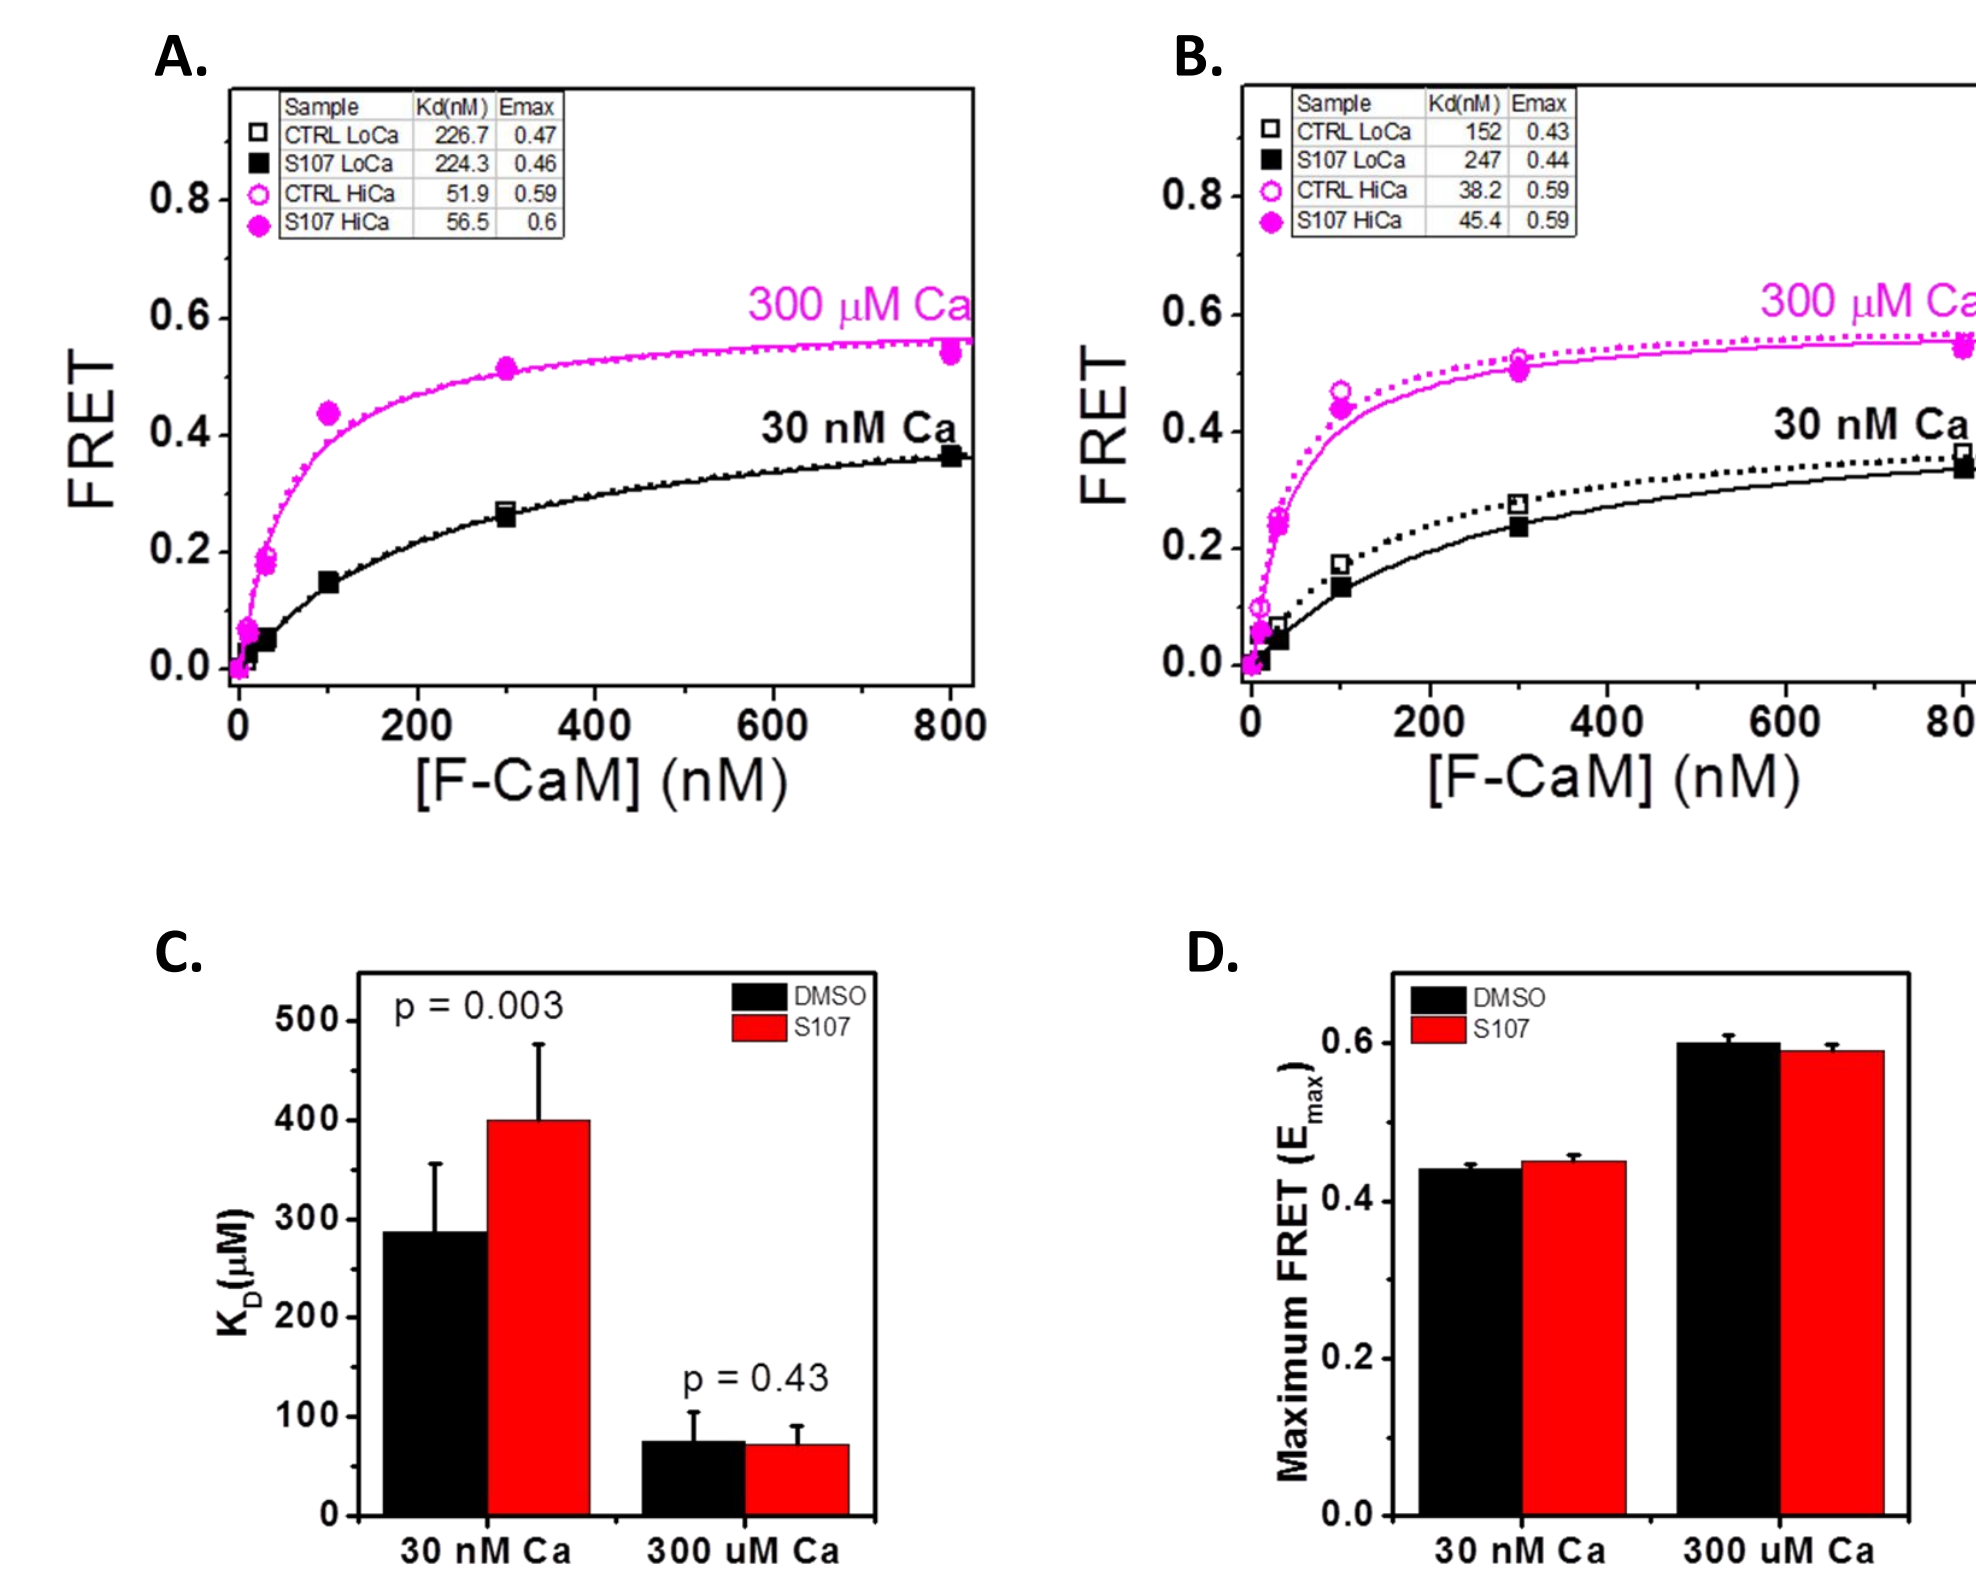 A.
Sample Kd(nM) Emax
CTRL LoCa 226.7 0.47
S107 LoCa 224.3 0.46
CTRL HiCa 51.9 0.59
S107 HiCa 56.5 0.6
0.8
0.6
0.4
0.2
0.0
FRET
300 μM Ca
30 nM Ca
0 200 400 600 800
[F-CaM] (nM)
B.
Sample Kd(nM) Emax
CTRL LoCa 152 0.43
S107 LoCa 247 0.44
CTRL HiCa 38.2 0.59
S107 HiCa 45.4 0.59
0.8
0.6
0.4
0.2
0.0
FRET
300 μM Ca
30 nM Ca
0 200 400 600 80
[F-CaM] (nM)
C.
p = 0.003
DMSO
S107
500
400
300
200
100
0
KD(μM)
p = 0.43
30 nM Ca 300 uM Ca
D.
DMSO
S107
0.6
0.4
0.2
0.0
Maximum FRET (Emax)
30 nM Ca 300 uM Ca